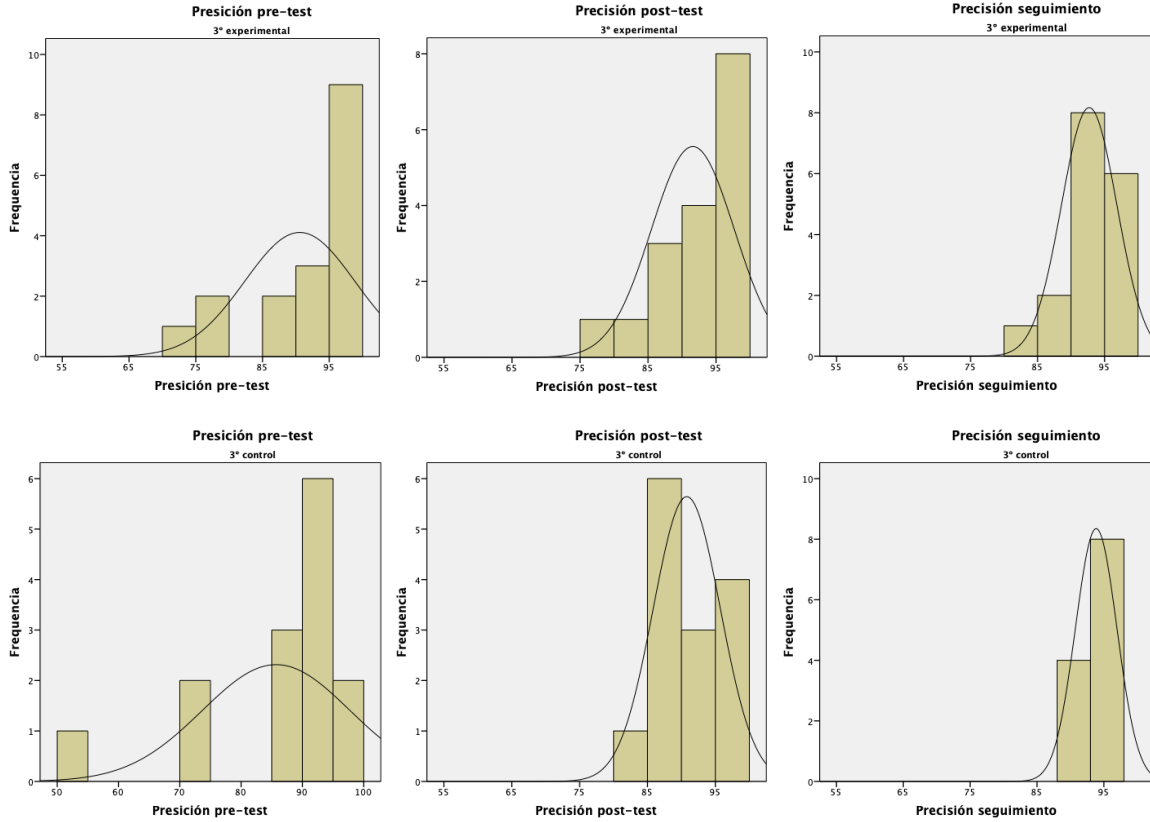 Presición pre-test
3° experimental
Frequencia
10
8
6
4
2
0
55 65 75 85 95
Presición pre-test
Precisión post-test
3° experimental
Frequencia
8
6
4
2
0
55 65 75 85 95
Precisión post-test
Precisión seguimiento
3° experimental
Frequencia
10
8
6
4
2
0
55 65 75 85 95
Precisión seguimiento
Presición pre-test
3° control
Frequencia
6
5
4
3
2
1
0
50 60 70 80 90 100
Presición pre-test
Precisión post-test
3° control
Frequencia
6
5
4
3
2
1
0
55 65 75 85 95
Precisión post-test
Precisión seguimiento
3° control
Frequencia
10
8
6
4
2
0
55 65 75 85 95
Precisión seguimiento